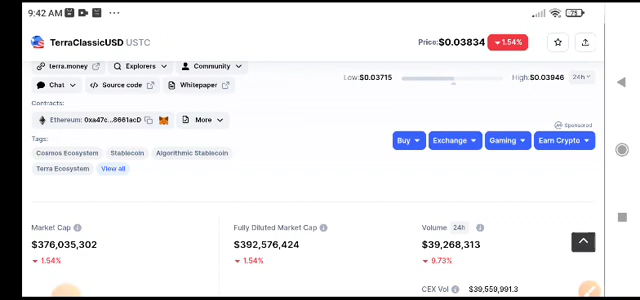 9:42 AM
75
TerraClassicUSD USTC
Price:$0.03834 1.54%
terra.money Explorers Community
Low:$0.03715 High:$0.03946 24h
Chat Source code Whitepaper
Contracts:
Ethereum: 0xa47c...8661acD More
Sponsored
Tags:
Buy Exchange Gaming Earn Crypto
Cosmos Ecosystem Stablecoin Algorithmic Stablecoin
Terra Ecosystem View all
Market Cap Fully Diluted Market Cap Volume 24h
$376,035,302 $392,576,424 $39,268,313
1.54% 1.54% 9.73%
CEX Vol $39,559,991.3